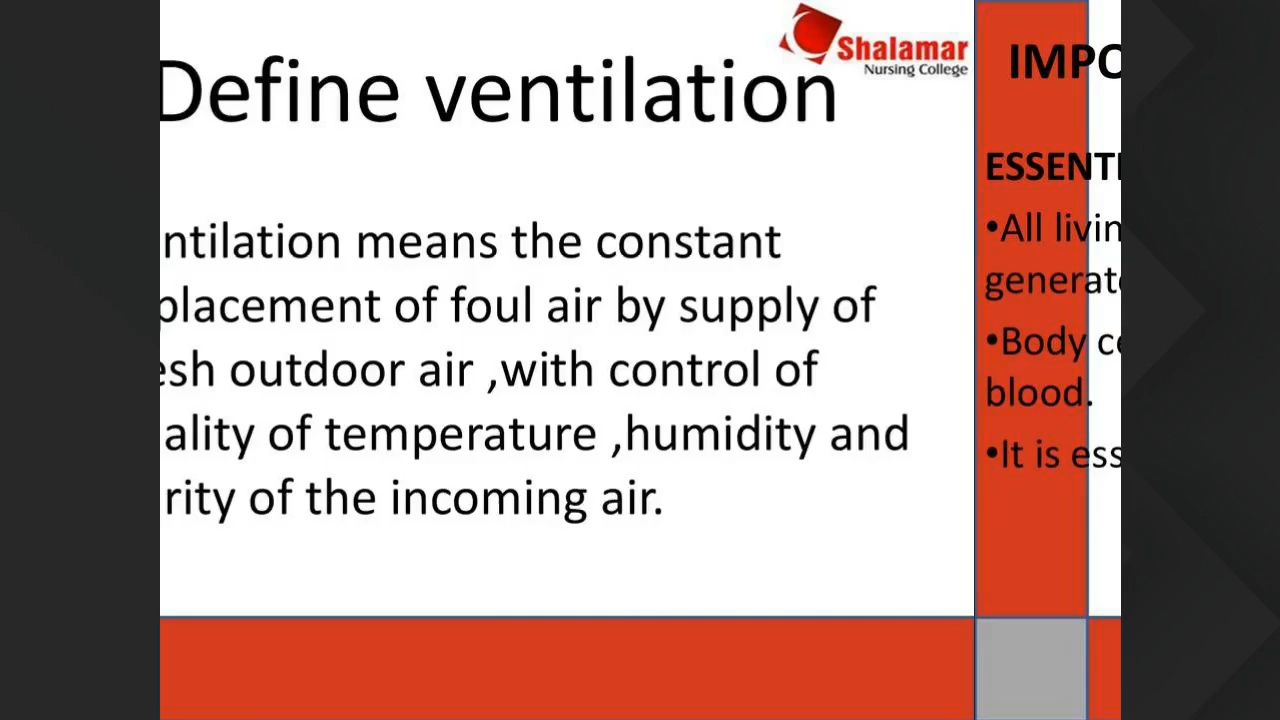 Shalamar
Nursing College
Define ventilation
ntilation means the constant
placement of foul air by supply of
esh outdoor air ,with control of
ality of temperature ,humidity and
rity of the incoming air.
IMPO
ESSENTI
•All livin
generate
•Body ce
blood.
•It is ess